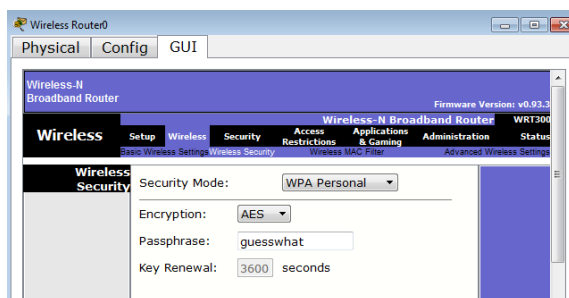 Wireless Router0
Physical Config GUI
Wireless-N
Broadband Router
Firmware Version: v0.93.3
Wireless-N Broadband Router WRT300
Wireless
Setup Wireless Security Access Restrictions Applications & Gaming Administration Status
Basic Wireless Settings Wireless Security Wireless MAC Filter Advanced Wireless Settings
Wireless Security
Security Mode: WPA Personal
Encryption: AES
Passphrase: guesswhat
Key Renewal: 3600 seconds